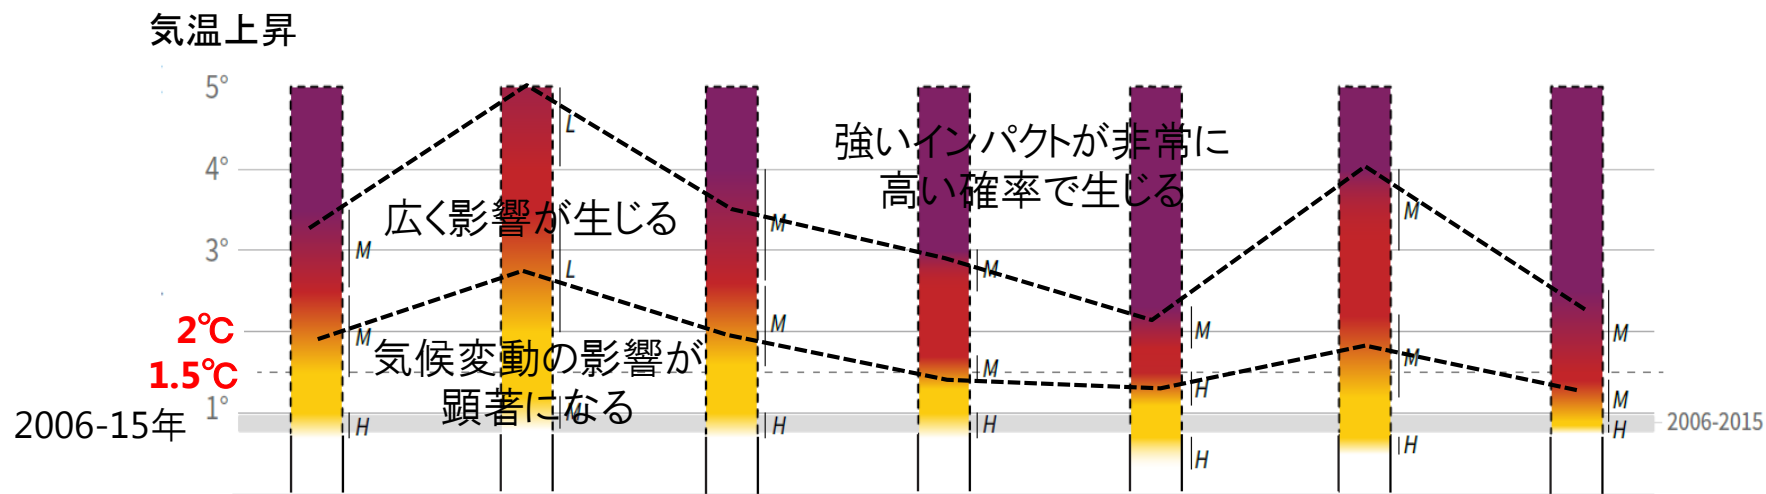 気温上昇
5°
4°
3°
2℃
1.5℃
1°
2006-15年
強いインパクトが非常に
高い確率で生じる
広く影響が生じる
気候変動の影響が
顕著になる
M
M
H
L
L
M
M
M
H
M
M
H
M
H
H
M
M
H
M
M
H
2006-2015